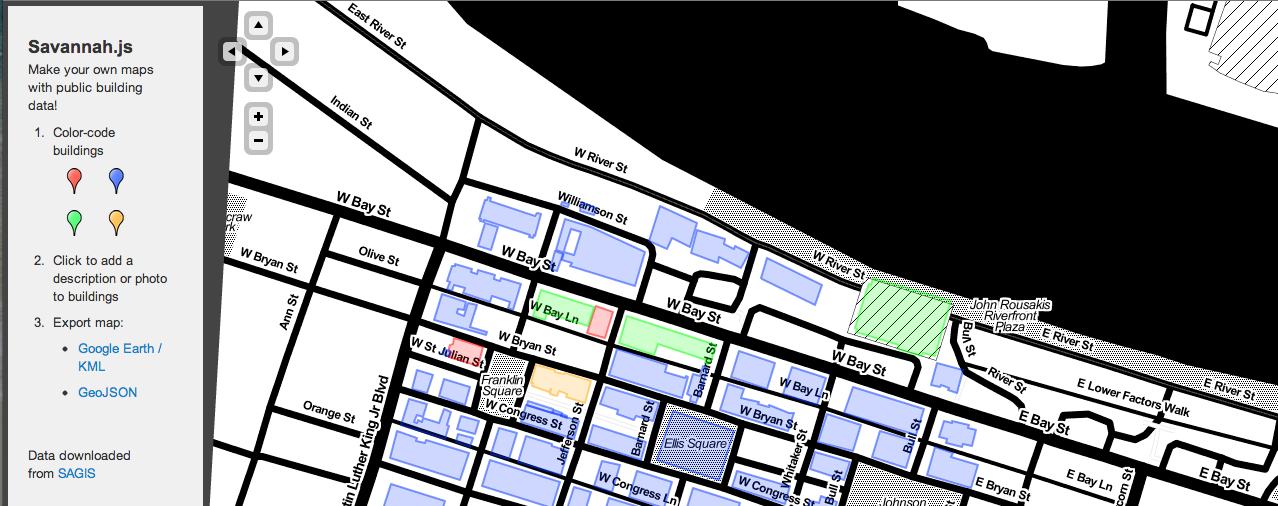 Savannah.js
Make your own maps
with public building
data!
1. Color-code
buildings
2. Click to add a
description or photo
to buildings
3. Export map:
• Google Earth /
KML
• GeoJSON
Data downloaded
from SAGIS
East River St
Indian St
W River St
Williamson St
W Bay St
craw
rk
W Bryan St
Olive St
W Bay St
W River St
Ann St
W Bay Ln
W Bay St
John Rousakis
Riverfront
Plaza
E River St
W St Julian St
W Bryan St
Barnard St
W Bay St
Bull St
River St
E Lower Factors Walk
E River St
Franklin
Square
W Bay Ln
Orange St
W Congress St
W Bryan St
E Bay St
tin Luther King Jr Blvd
Jefferson St
Barnard St
Ellis Square
Whitaker St
Bull St
E Bay St
W Congress Ln
W Congress St
Bull St
E Bryan St
E Bay Ln
com St
Johnson